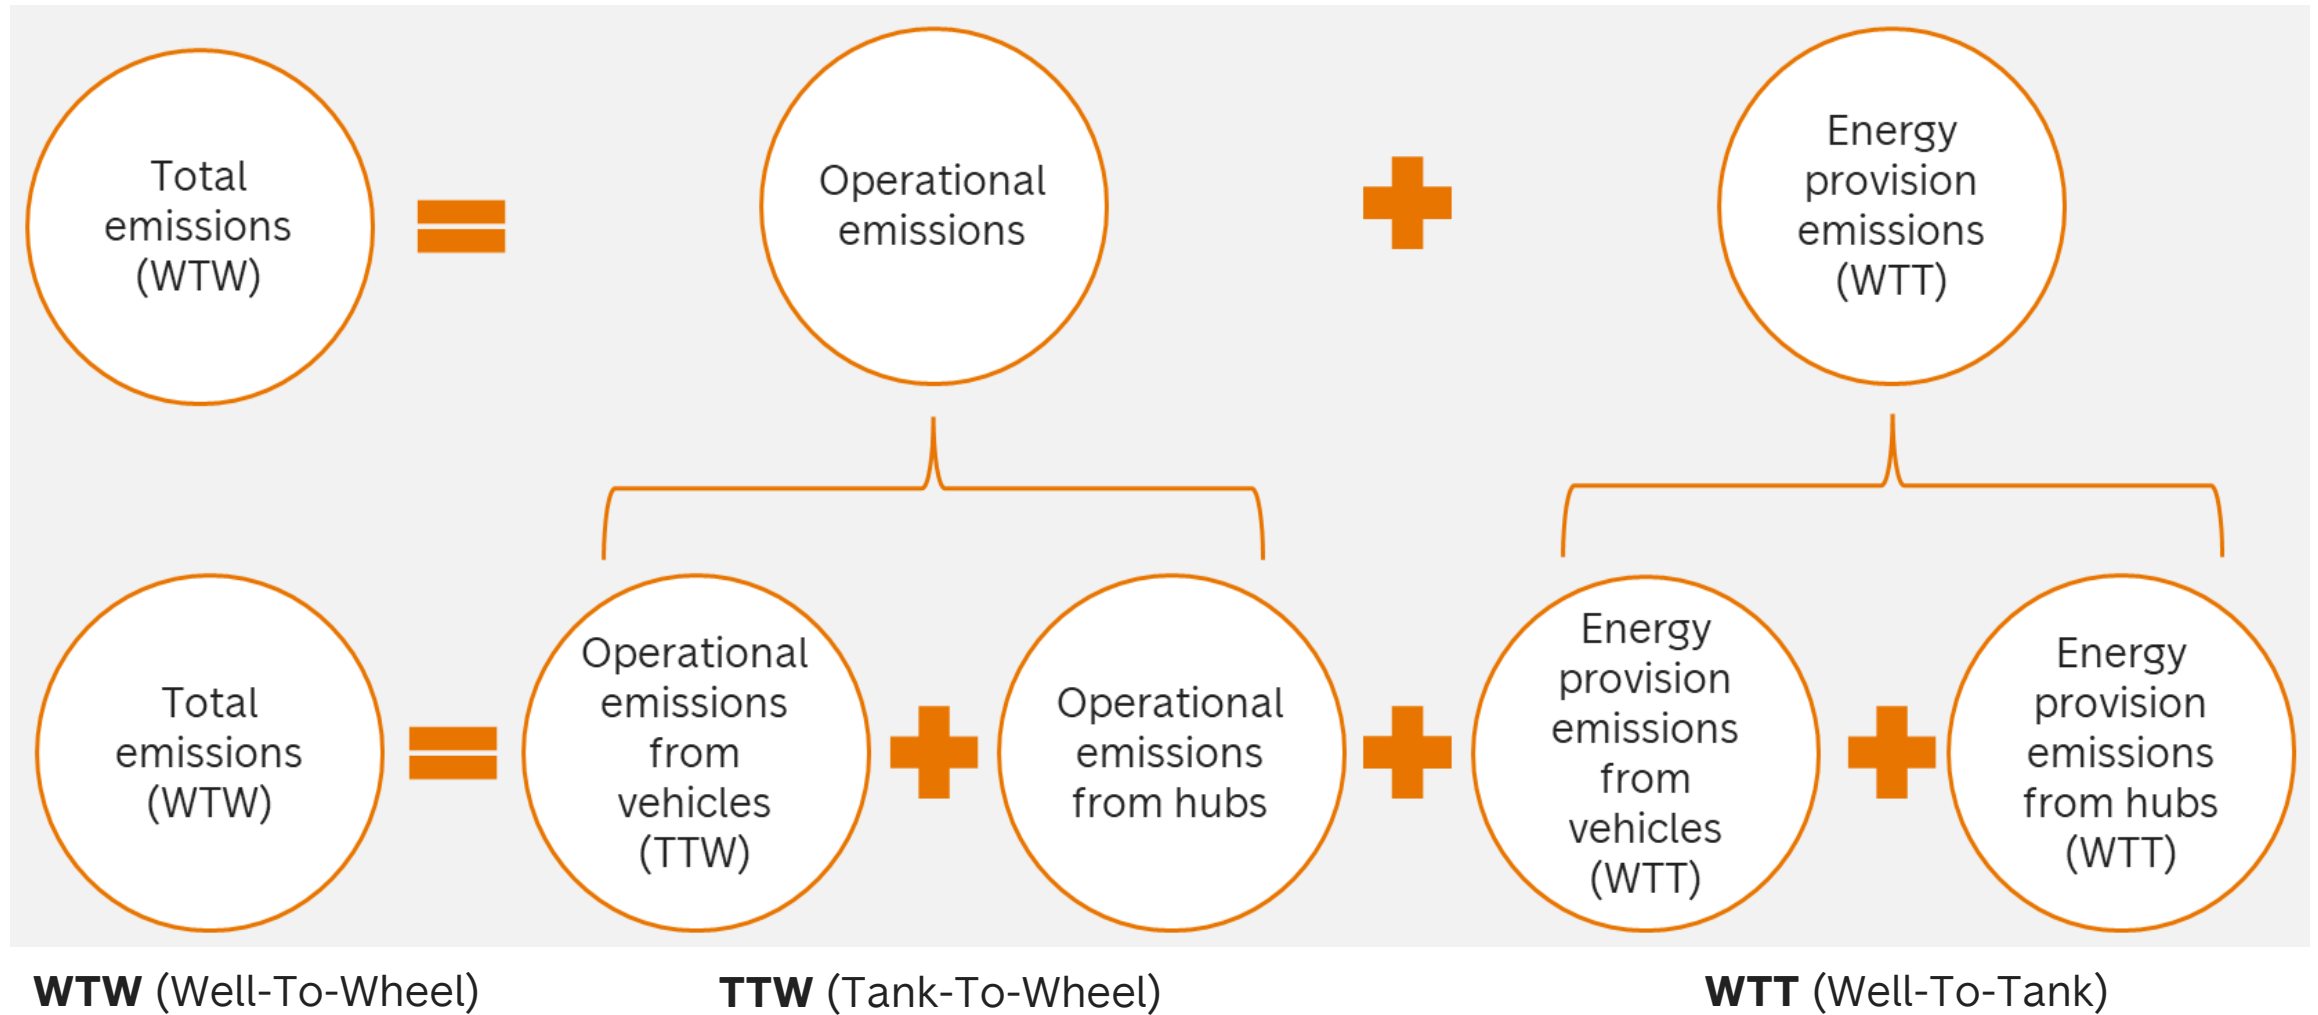 Total
emissions
(WTW)
Operational
emissions
Energy
provision
emissions
(WTT)
Total
emissions
(WTW)
Operational
emissions
from
vehicles
(TTW)
Operational
emissions
from hubs
Energy
provision
emissions
from
vehicles
(WTT)
Energy
provision
emissions
from hubs
(WTT)
WTW (Well-To-Wheel)
TTW (Tank-To-Wheel)
WTT (Well-To-Tank)